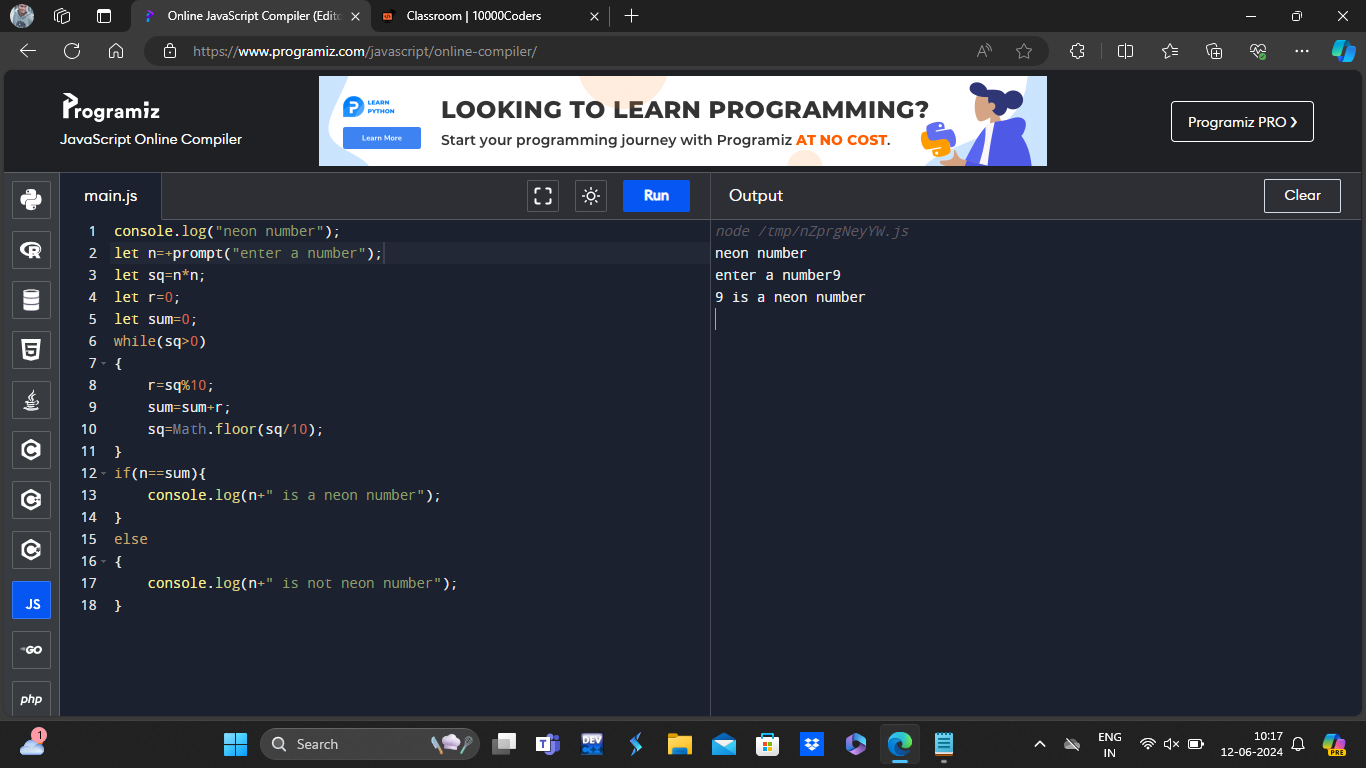 Online JavaScript Compiler (Edito
Classroom | 10000Coders
https://www.programiz.com/javascript/online-compiler/
Programiz
JavaScript Online Compiler
LEARN
PYTHON
Learn More
LOOKING TO LEARN PROGRAMMING?
Start your programming journey with Programiz AT NO COST.
Programiz PRO ❯
main.js
Run
Output
Clear
1 console.log("neon number");
2 let n=+prompt("enter a number");
3 let sq=n*n;
4 let r=0;
5 let sum=0;
6 while(sq>0)
7 {
8     r=sq%10;
9     sum=sum+r;
10     sq=Math.floor(sq/10);
11 }
12 if(n==sum){
13     console.log(n+" is a neon number");
14 }
15 else
16 {
17     console.log(n+" is not neon number");
18 }
node /tmp/nZprgNeyYW.js
neon number
enter a number9
9 is a neon number
JS
GO
php
1
Search
DEV
ENG
IN
10:17
12-06-2024
PRE